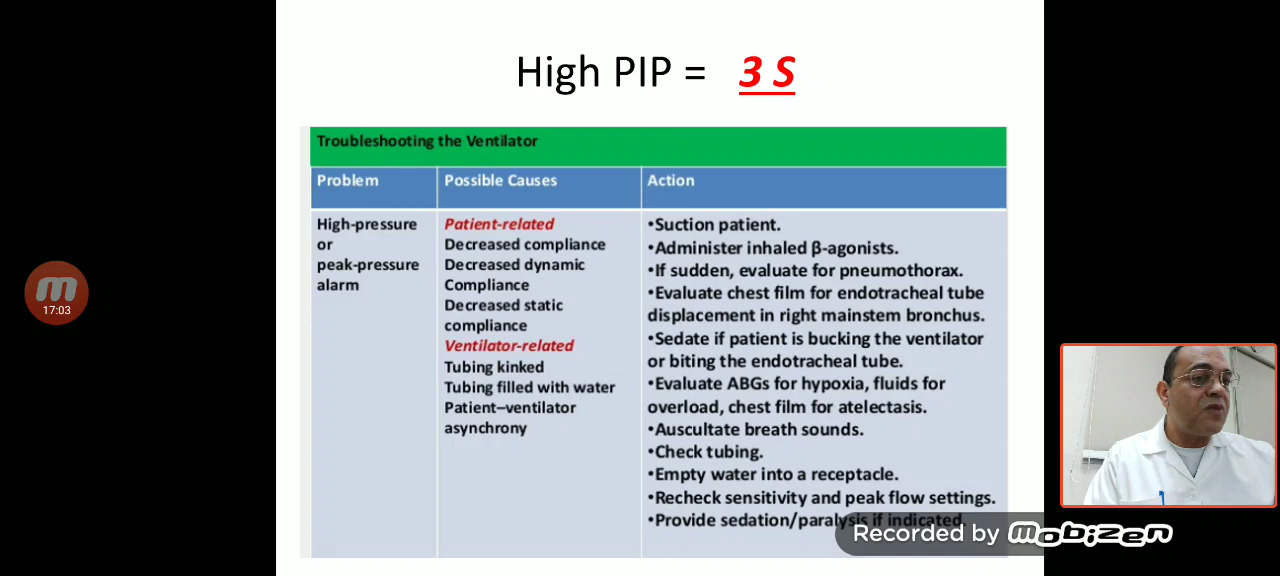 High PIP = 3 S
Troubleshooting the Ventilator
Problem
Possible Causes
Action
High-pressure
or
peak-pressure
alarm
Patient-related
Decreased compliance
Decreased dynamic
Compliance
Decreased static
compliance
Ventilator-related
Tubing kinked
Tubing filled with water
Patient–ventilator
asynchrony
•Suction patient.
•Administer inhaled β-agonists.
•If sudden, evaluate for pneumothorax.
•Evaluate chest film for endotracheal tube
displacement in right mainstem bronchus.
•Sedate if patient is bucking the ventilator
or biting the endotracheal tube.
•Evaluate ABGs for hypoxia, fluids for
overload, chest film for atelectasis.
•Auscultate breath sounds.
•Check tubing.
•Empty water into a receptacle.
•Recheck sensitivity and peak flow settings.
•Provide sedation/paralysis if indicated.
17:03
Recorded by mobizen